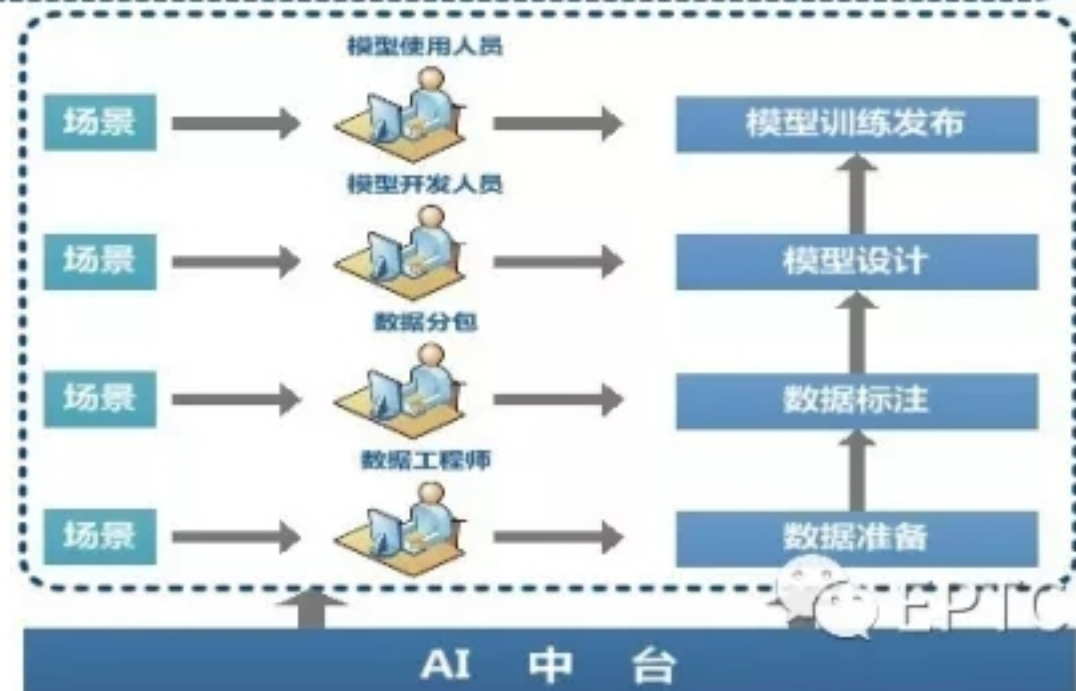 模型使用人员
场景
模型训练发布
模型开发人员
场景
模型设计
数据分包
场景
数据标注
数据工程师
场景
数据准备
EPTC
AI 中 台